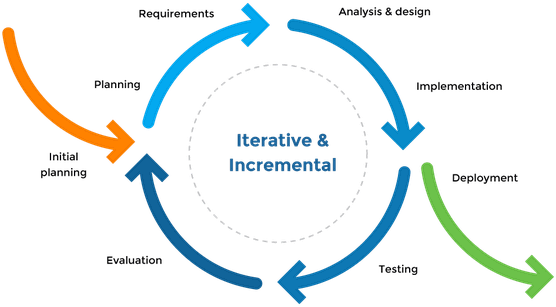 Requirements
Analysis & design
Planning
Implementation
Iterative &
Incremental
Initial
planning
Deployment
Evaluation
Testing